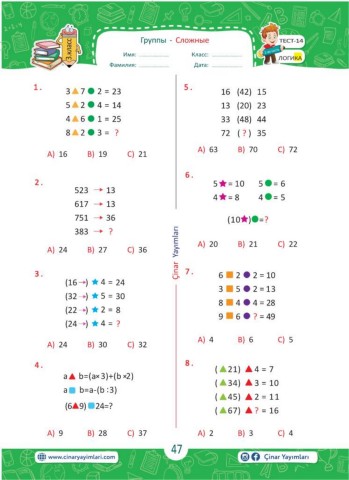 3.класс
Группы - Сложные
Имя:
Класс:
Фамилия:
Дата:
ТЕСТ-14
ЛОГИКА
1.
3▲7●2 = 23
5▲2●4 = 14
4▲6●1 = 25
8▲2●3 = ?
A) 16 B) 19 C) 21
2.
523 → 13
617 → 13
751 → 36
383 → ?
A) 24 B) 27 C) 36
3.
(16→)★4 = 24
(32→)★5 = 30
(22→)★2 = 8
(24→)★4 = ?
A) 24 B) 30 C) 32
4.
a▲b=(a×3)+(b×2)
a■b=a-(b:3)
(6▲9)■24=?
A) 9 B) 28 C) 37
Çınar Yayımları
5.
16 (42) 15
13 (20) 23
33 (48) 44
72 (?) 35
A) 63 B) 70 C) 72
6.
5★= 10 5●= 6
4★= 8 4●= 5
(10★)●=?
A) 20 B) 21 C) 22
7.
6■2●2 = 10
3■5●2 = 13
8■4●4 = 28
9■6●? = 49
A) 4 B) 6 C) 5
8.
(▲21)▲4 = 7
(▲34)▲3 = 10
(▲45)▲2 = 11
(▲67)▲? = 16
A) 2 B) 3 C) 4
www.cinaryayimlari.com
47
Çınar Yayımları